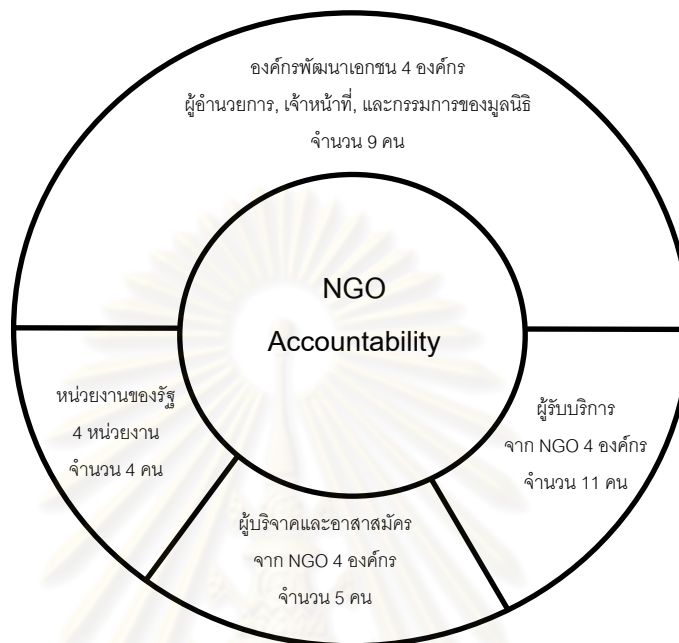 องค์กรพัฒนาเอกชน 4 องค์กร
ผู้อำนวยการ, เจ้าหน้าที่, และกรรมการของมูลนิธิ
จำนวน 9 คน
NGO
Accountability
หน่วยงานของรัฐ
4 หน่วยงาน
จำนวน 4 คน
ผู้บริจาคและอาสาสมัคร
จาก NGO 4 องค์กร
จำนวน 5 คน
ผู้รับบริการ
จาก NGO 4 องค์กร
จำนวน 11 คน